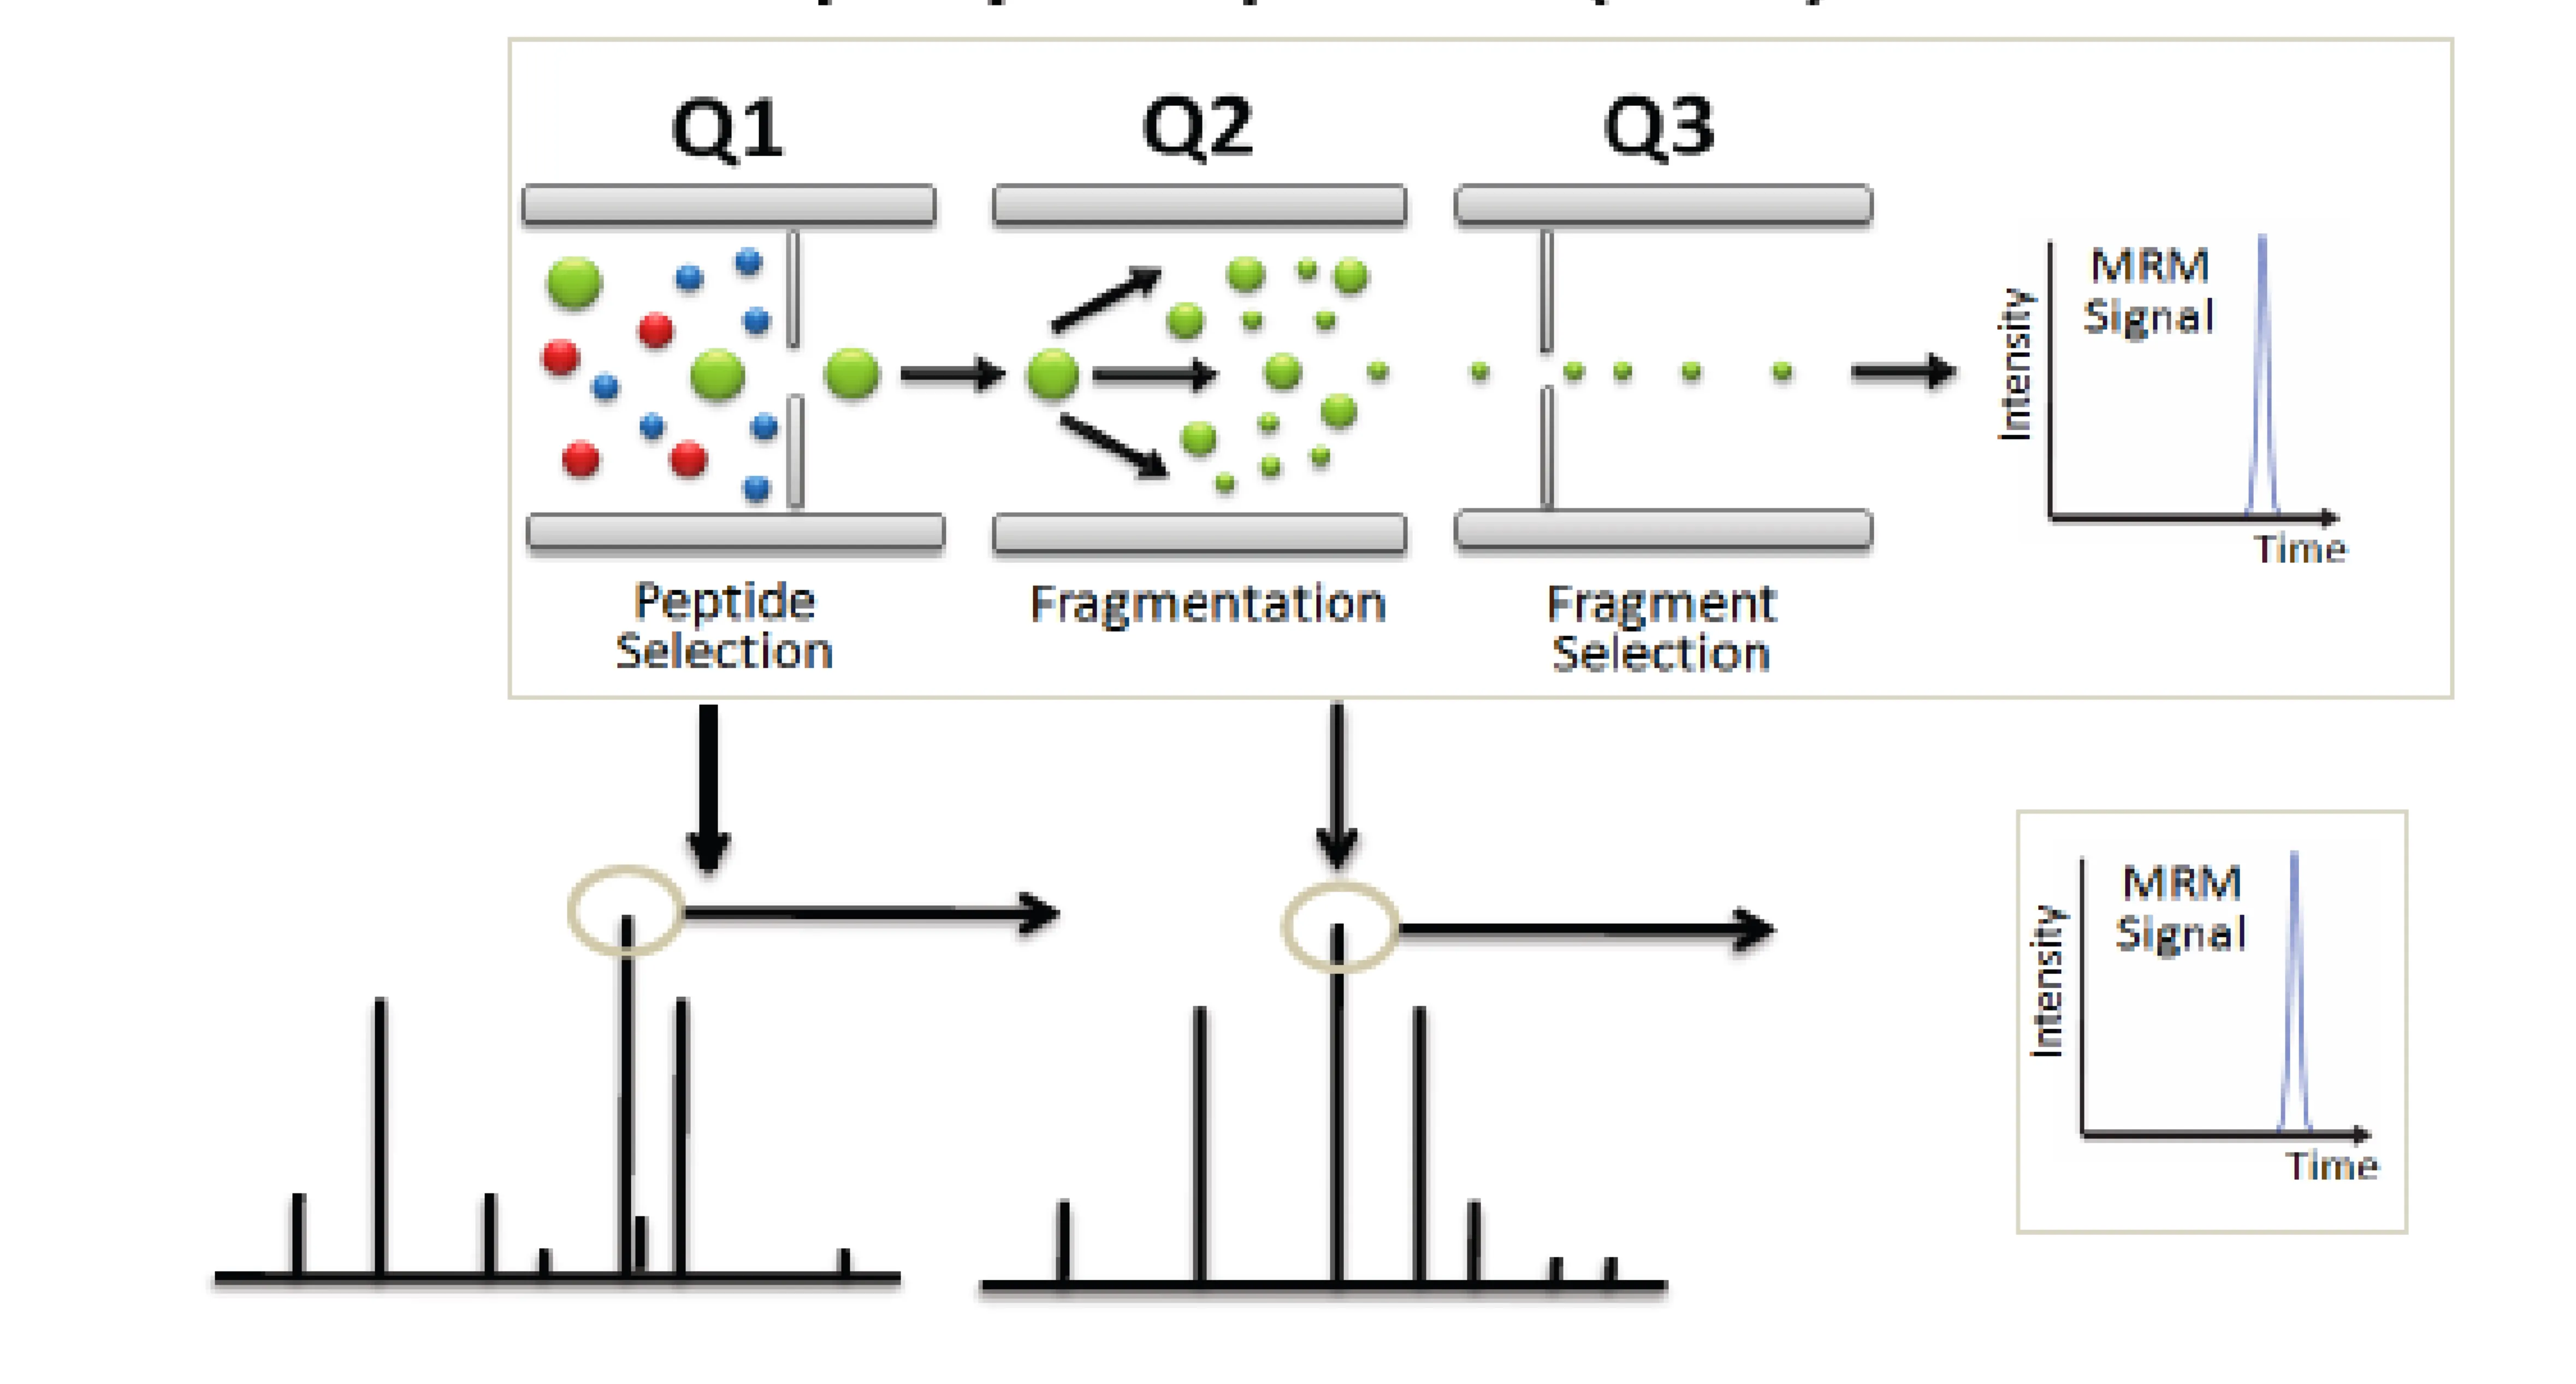 Q1
Q2
Q3
MRM
Signal
Intensity
Time
Peptide
Selection
Fragmentation
Fragment
Selection
MRM
Signal
Intensity
Time